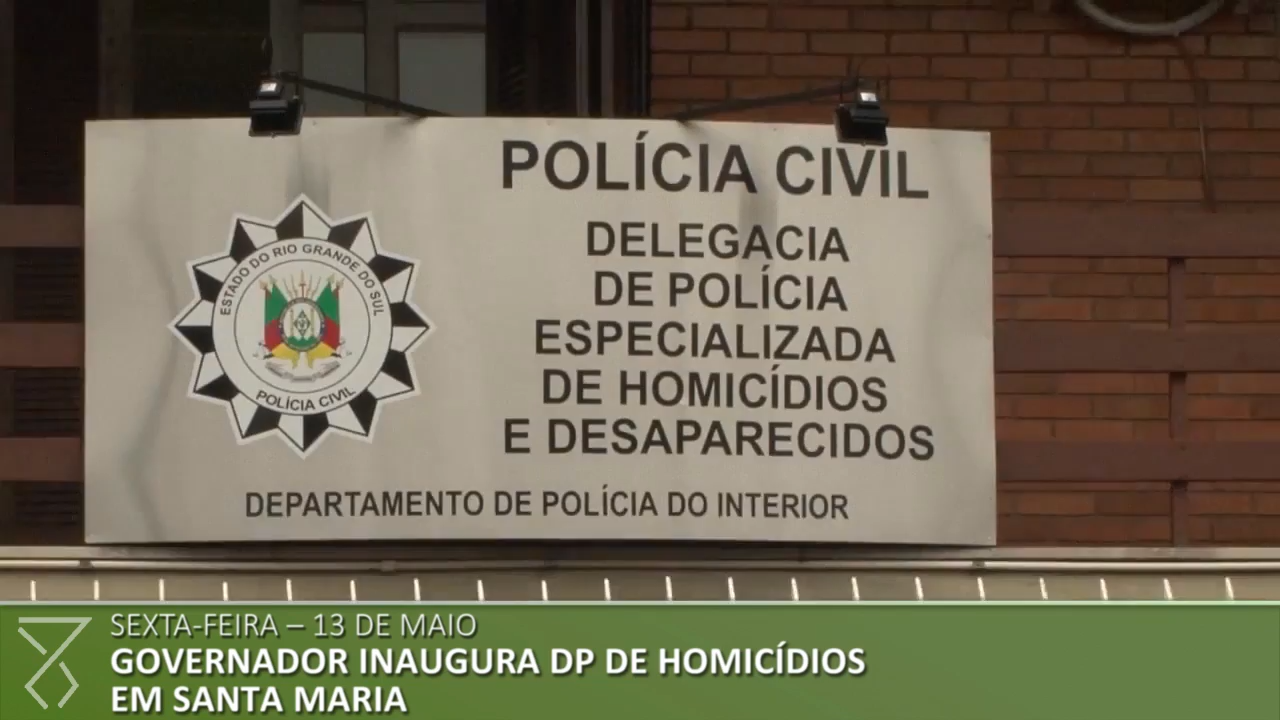 POLÍCIA CIVIL
DELEGACIA
DE POLÍCIA
ESPECIALIZADA
DE HOMICÍDIOS
E DESAPARECIDOS
ESTADO DO RIO GRANDE DO SUL
POLÍCIA CIVIL
DEPARTAMENTO DE POLÍCIA DO INTERIOR
SEXTA-FEIRA – 13 DE MAIO
GOVERNADOR INAUGURA DP DE HOMICÍDIOS
EM SANTA MARIA